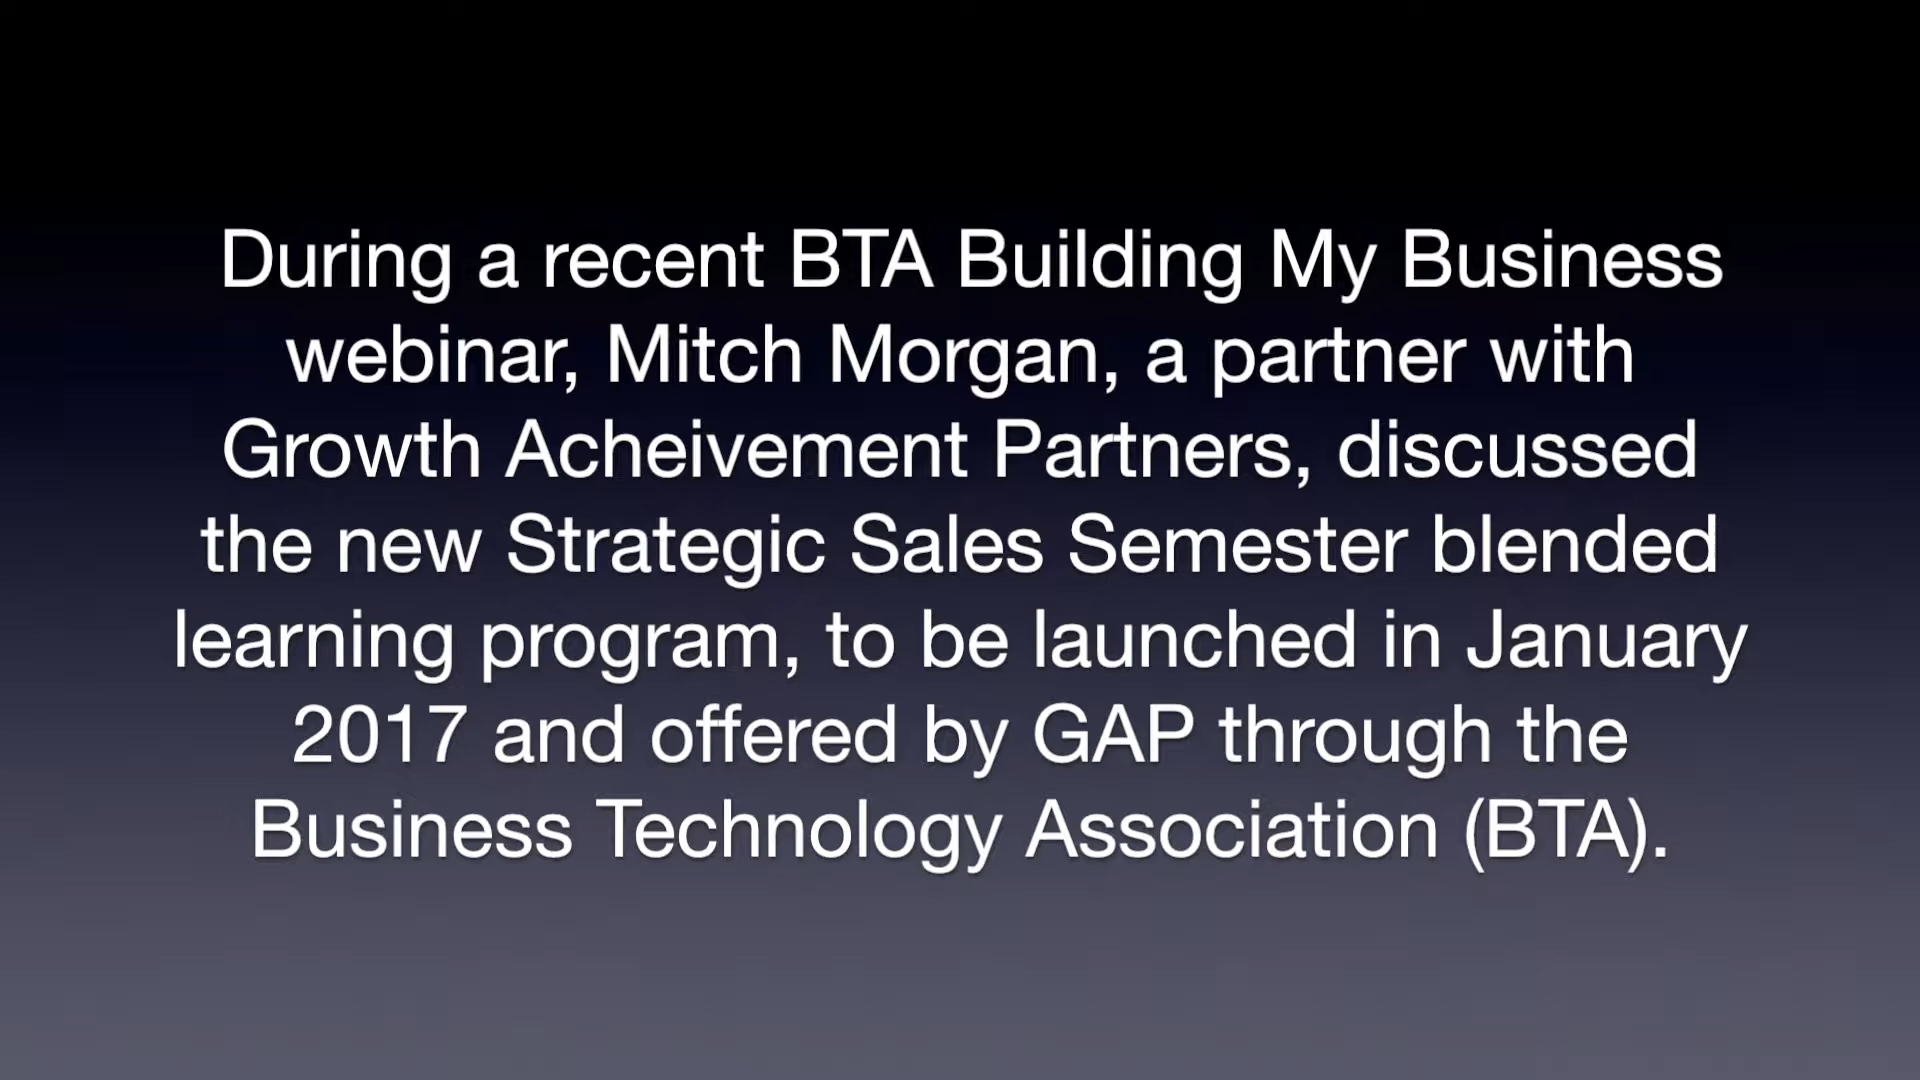 During a recent BTA Building My Business
webinar, Mitch Morgan, a partner with
Growth Acheivement Partners, discussed
the new Strategic Sales Semester blended
learning program, to be launched in January
2017 and offered by GAP through the
Business Technology Association (BTA).